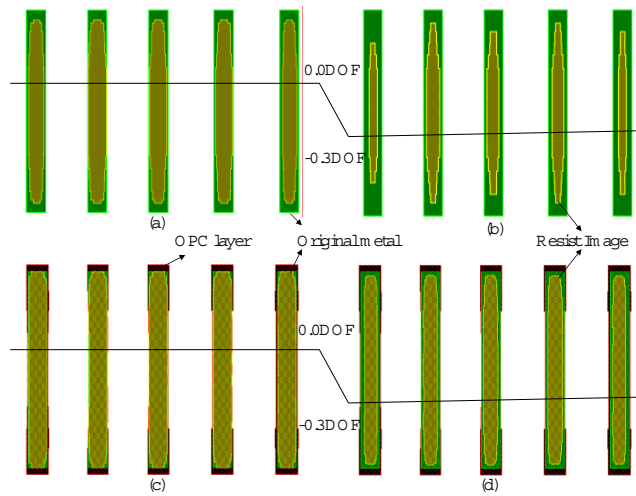 0.0DOF
-0.3DOF
(a)
(b)
OPC layer
Original metal
Resist Image
0.0DOF
-0.3DOF
(c)
(d)